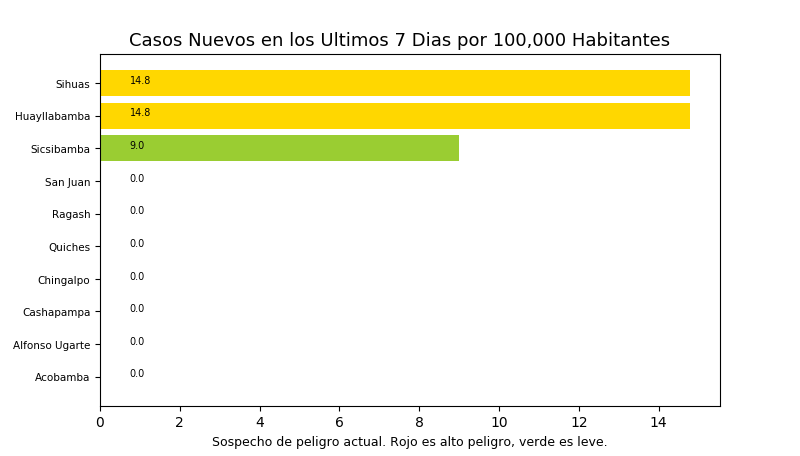 Casos Nuevos en los Ultimos 7 Dias por 100,000 Habitantes
Sihuas 14.8
Huayllabamba 14.8
Sicsibamba 9.0
San Juan 0.0
Ragash 0.0
Quiches 0.0
Chingalpo 0.0
Cashapampa 0.0
Alfonso Ugarte 0.0
Acobamba 0.0
0 2 4 6 8 10 12 14
Sospecho de peligro actual. Rojo es alto peligro, verde es leve.